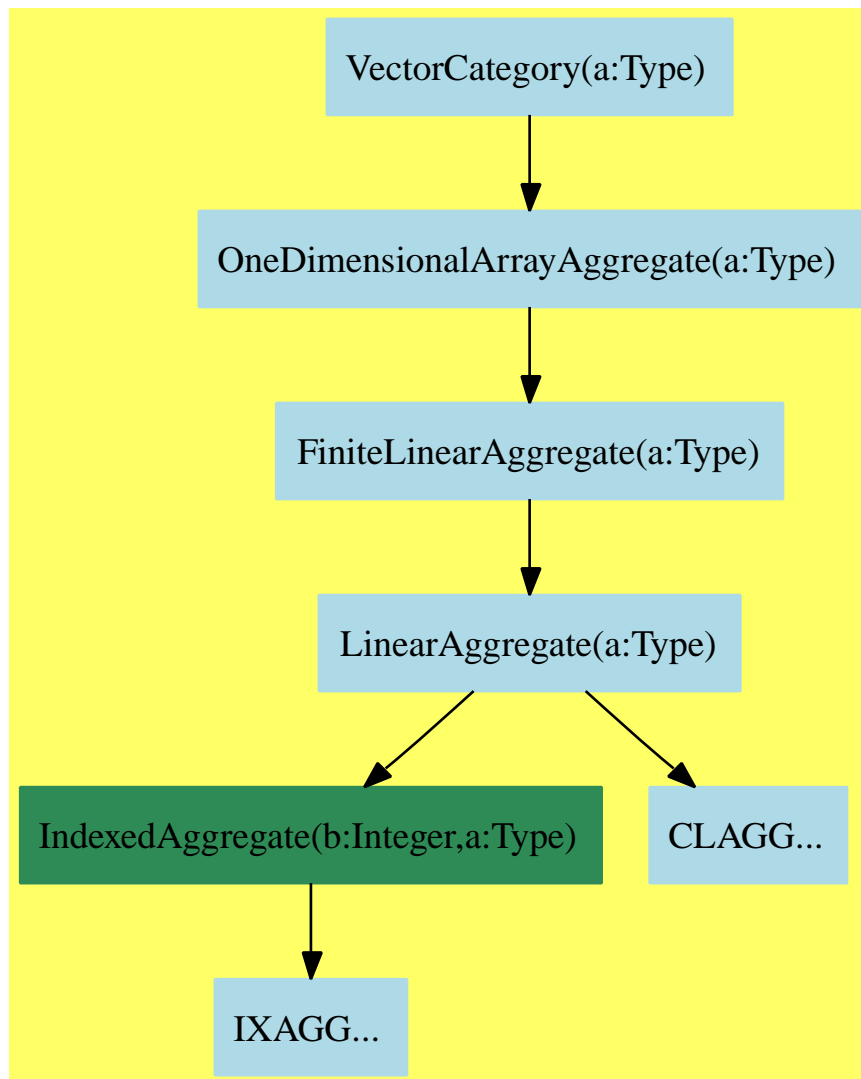 VectorCategory(a:Type)
OneDimensionalArrayAggregate(a:Type)
FiniteLinearAggregate(a:Type)
LinearAggregate(a:Type)
IndexedAggregate(b:Integer,a:Type)
CLAGG...
IXAGG...